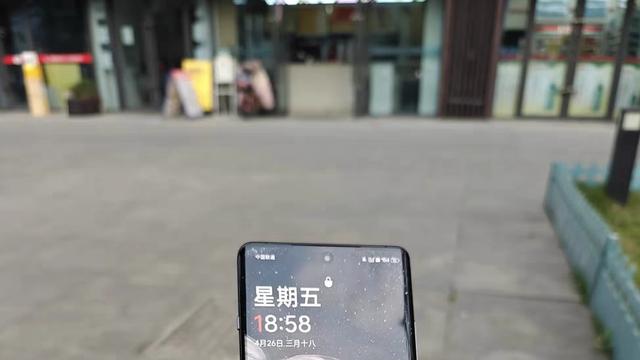 中国联通
星期五
18:58
4月26日 三月十八